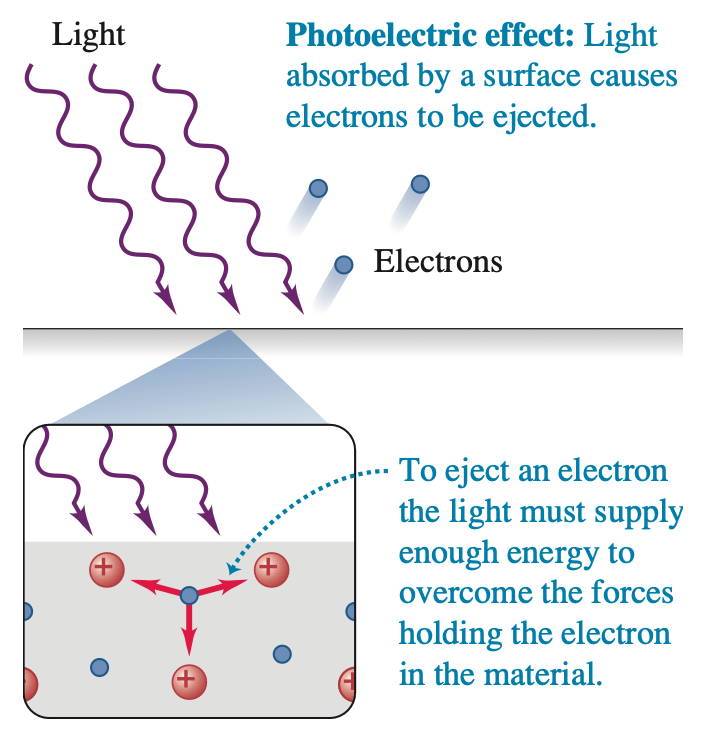 Light
Photoelectric effect: Light
absorbed by a surface causes
electrons to be ejected.
Electrons
To eject an electron
the light must supply
enough energy to
overcome the forces
holding the electron
in the material.
+
+
+
+
+